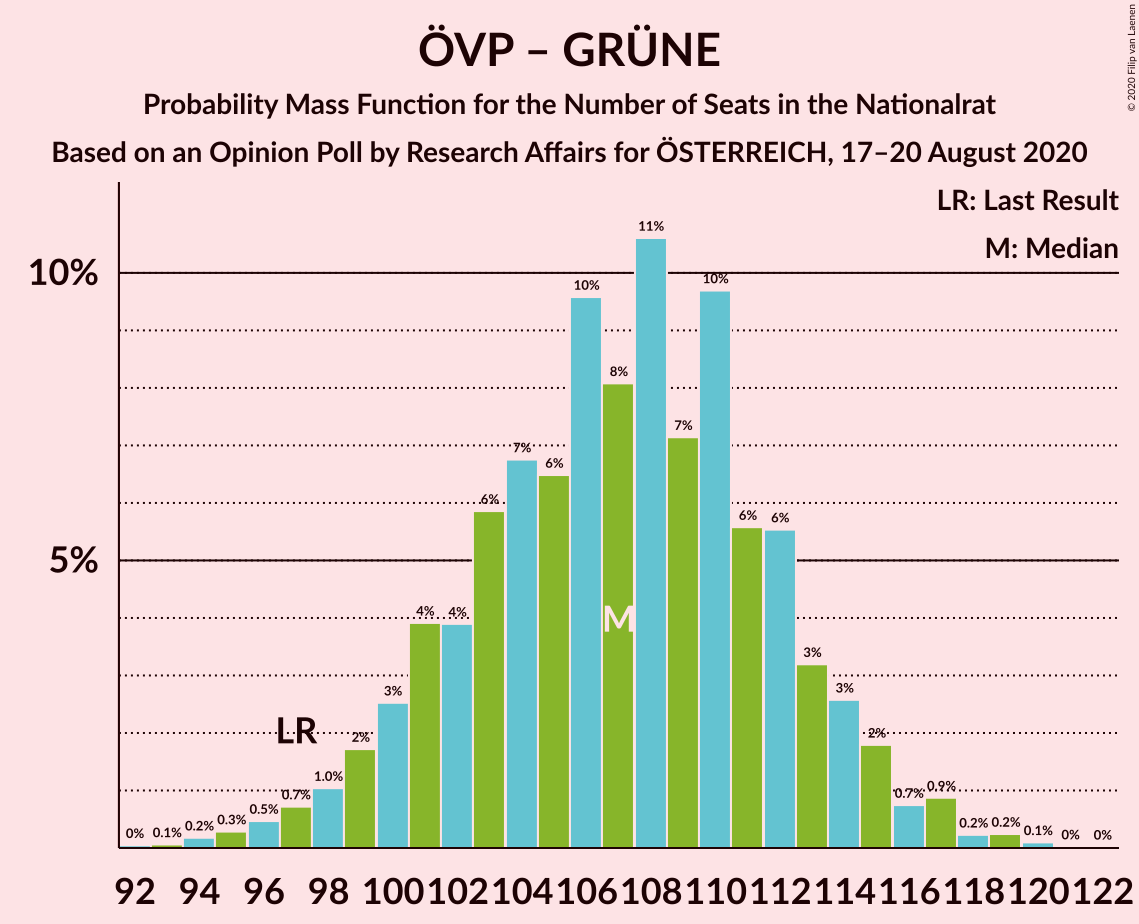 ÖVP – GRÜNE
Probability Mass Function for the Number of Seats in the Nationalrat
Based on an Opinion Poll by Research Affairs for ÖSTERREICH, 17–20 August 2020
© 2020 Filip van Laenen
LR: Last Result
M: Median
10%
5%
0% 0.1% 0.2% 0.3% 0.5% 0.7% 1.0% 2% 3% 4% 4% 6% 7% 6% 10% 8% 11% 7% 10% 6% 6% 3% 3% 2% 0.7% 0.9% 0.2% 0.2% 0.1% 0% 0%
LR
M
92 94 96 98 100 102 104 106 108 110 112 114 116 118 120 122